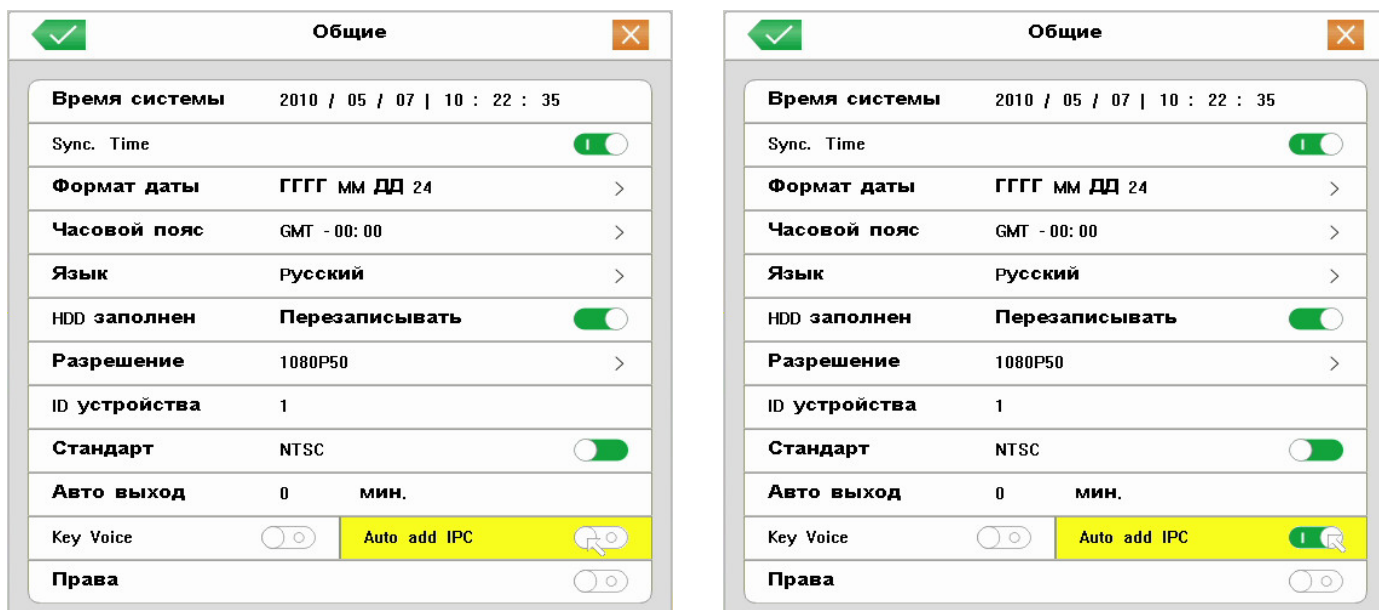 Общие
Время системы 2010 / 05 / 07 | 10 : 22 : 35
Sync. Time
Формат даты ГГГГ ММ ДД 24
Часовой пояс GMT - 00:00
Язык Русский
HDD заполнен Перезаписывать
Разрешение 1080P50
ID устройства 1
Стандарт NTSC
Авто выход 0 мин.
Key Voice Auto add IPC
Права
Общие
Время системы 2010 / 05 / 07 | 10 : 22 : 35
Sync. Time
Формат даты ГГГГ ММ ДД 24
Часовой пояс GMT - 00:00
Язык Русский
HDD заполнен Перезаписывать
Разрешение 1080P50
ID устройства 1
Стандарт NTSC
Авто выход 0 мин.
Key Voice Auto add IPC
Права